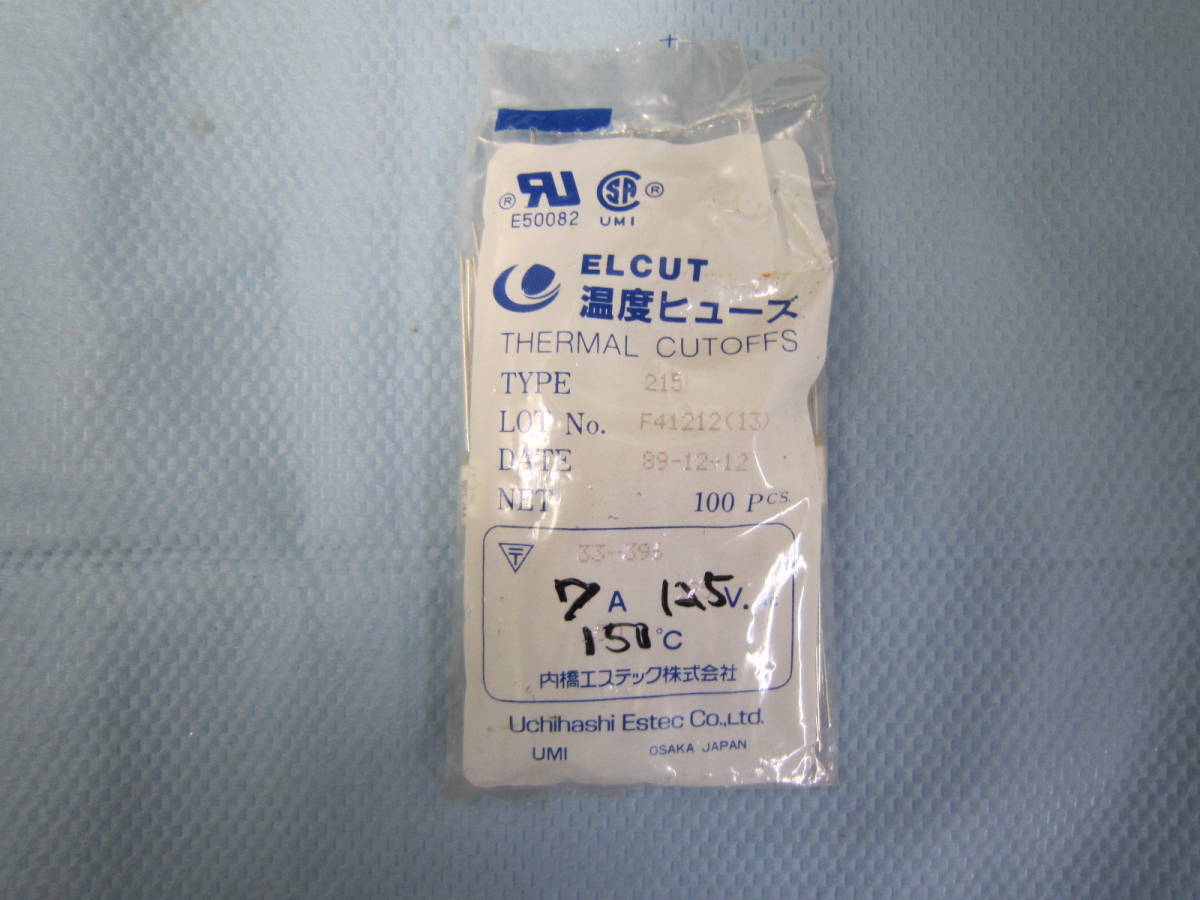 ® RU SA ®
E50082 UMI
ELCUT
温度ヒューズ
THERMAL CUTOFFS
TYPE 215
LOT No. F41212(13)
DATE 89-12-12
NET 100 Pcs.
〒 33-396
7 A 125 V.
150 °C
内橋エステック株式会社
Uchihashi Estec Co.,Ltd.
UMI OSAKA JAPAN